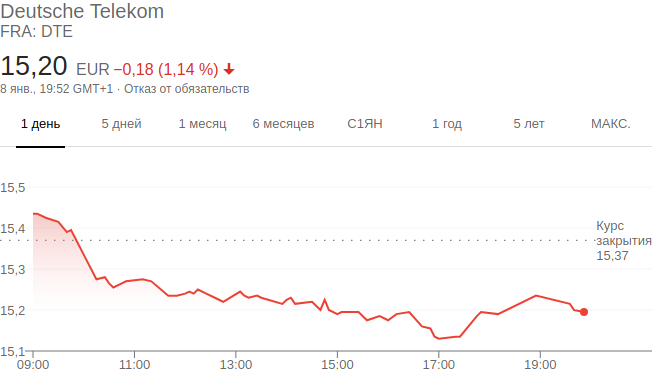 Deutsche Telekom
FRA: DTE
15,20 EUR −0,18 (1,14 %)
8 янв., 19:52 GMT+1 · Отказ от обязательств
1 день 5 дней 1 месяц 6 месяцев С1ЯН 1 год 5 лет МАКС.
15,5
15,4
Курс
закрытия
15,37
15,3
15,2
15,1
09:00 11:00 13:00 15:00 17:00 19:00